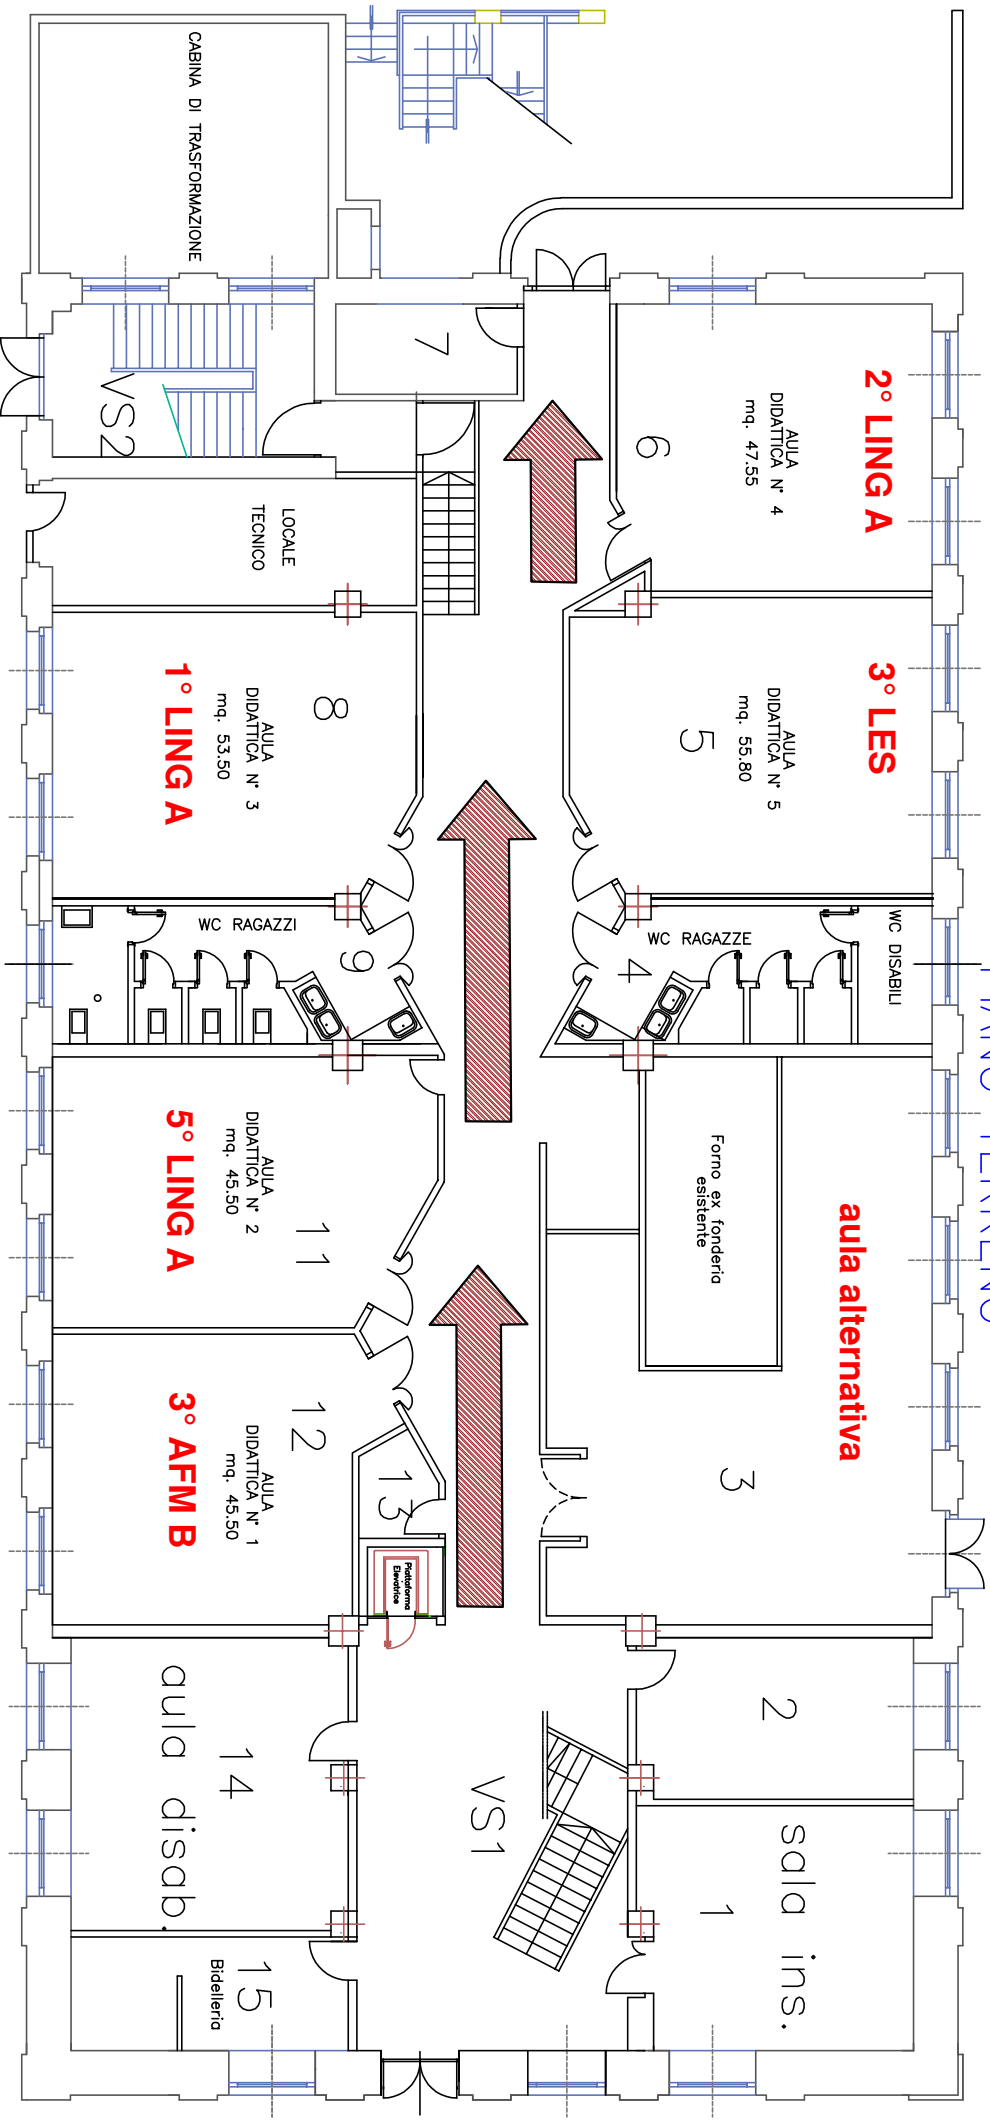 PIANO TERRENO
CABINA DI TRASFORMAZIONE
VS2
7
LOCALE
TECNICO
2° LING A
AULA
DIDATTICA N° 4
mq. 47.55
6
3° LES
AULA
DIDATTICA N° 5
mq. 55.80
5
8
AULA
DIDATTICA N° 3
mq. 53.50
1° LING A
WC DISABILI
WC RAGAZZE
4
WC RAGAZZI
9
aula alternativa
Forno ex fonderia
esistente
3
11
AULA
DIDATTICA N° 2
mq. 45.50
5° LING A
12
AULA
DIDATTICA N° 1
mq. 45.50
3° AFM B
13
Piattaforma
Elevatrice
2
sala ins.
1
VS1
14
aula disab.
15
Bidelleria